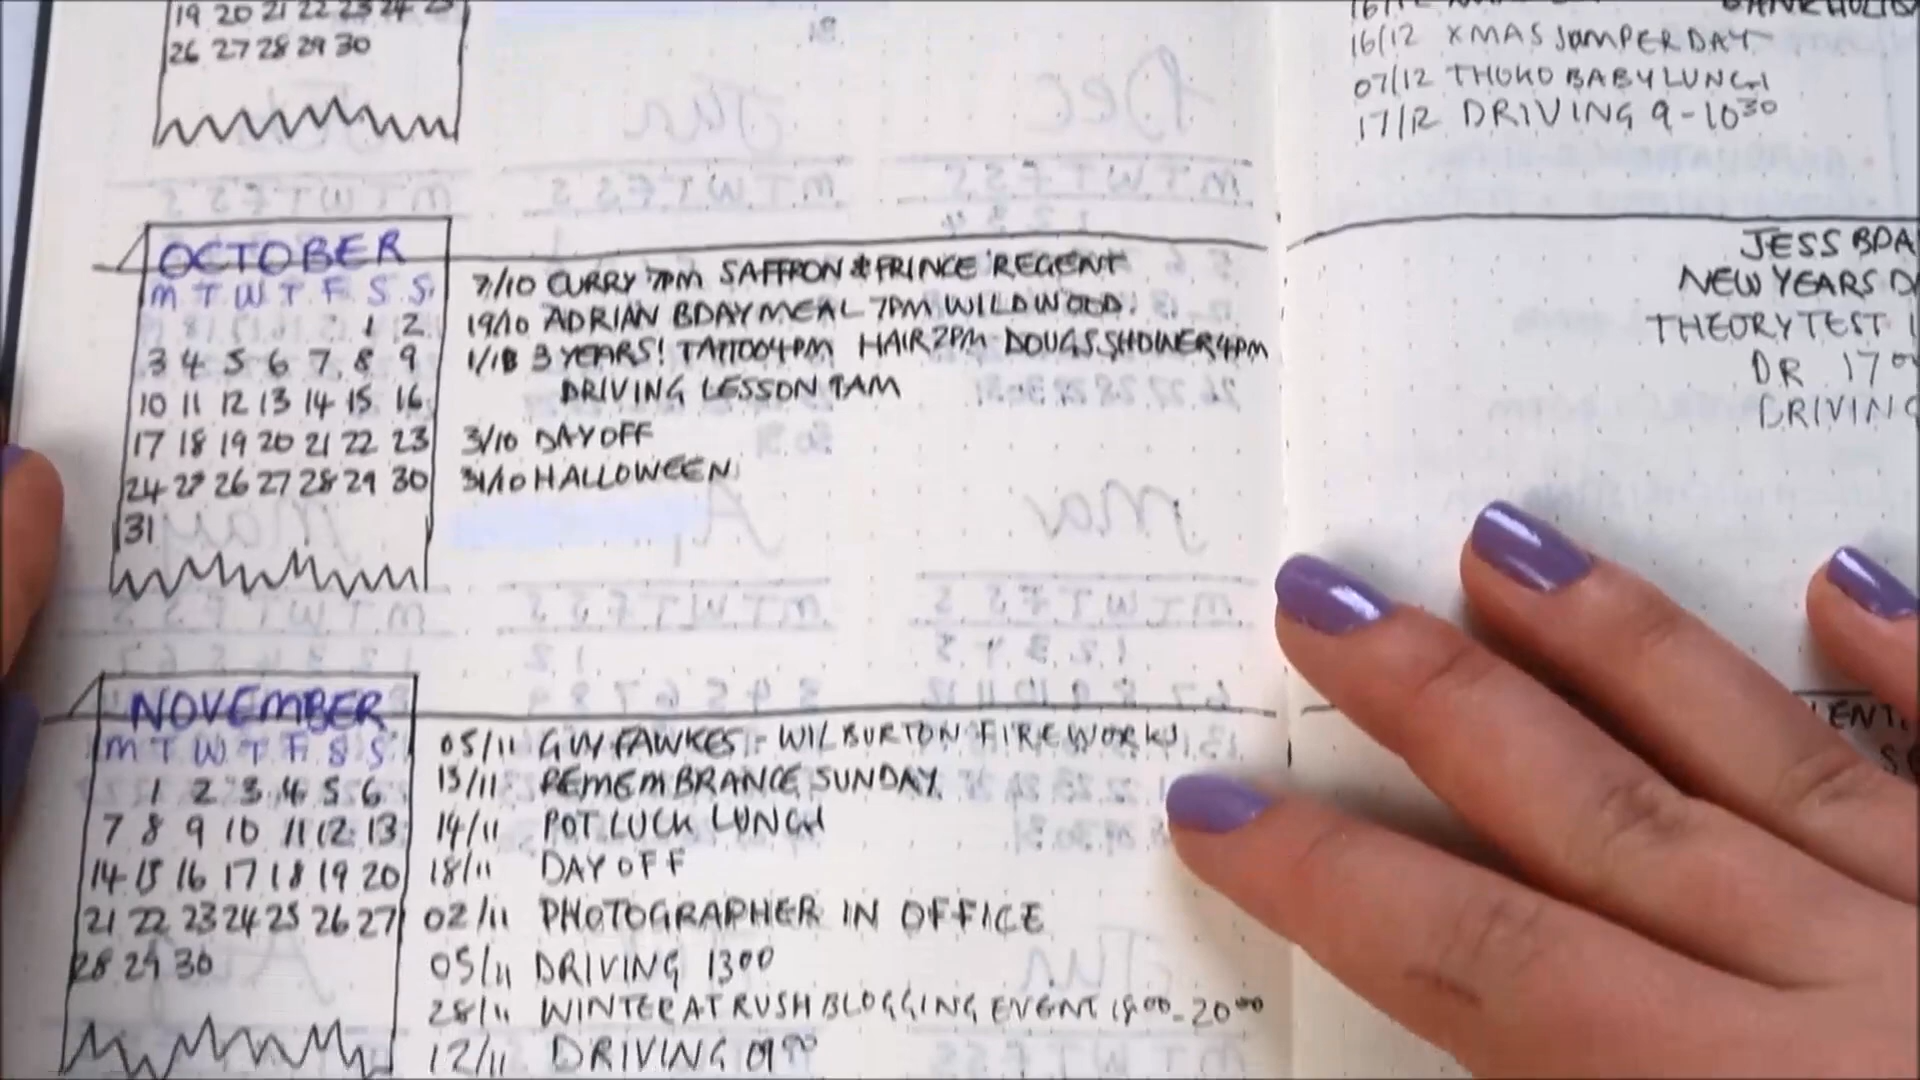 19 20 21 22 23 24 25
26 27 28 29 30
OCTOBER
M T W T F S S
1 2
3 4 5 6 7 8 9
10 11 12 13 14 15 16
17 18 19 20 21 22 23
24 25 26 27 28 29 30
31
7/10 CURRY 7PM SAFFRON & PRINCE REGENT
19/10 ADRIAN BDAY MEAL 7PM WILDWOOD
1/10 3 YEARS! TATTOO 4PM HAIR 2PM DOUGS SHOWER 4PM
DRIVING LESSON 9AM
3/10 DAY OFF
31/10 HALLOWEEN
NOVEMBER
M T W T F S S
1 2 3 4 5 6
7 8 9 10 11 12 13
14 15 16 17 18 19 20
21 22 23 24 25 26 27
28 29 30
05/11 GUY FAWKES - WILBURTON FIREWORKS
13/11 REMEMBRANCE SUNDAY
14/11 POT LUCK LUNCH
18/11 DAY OFF
02/11 PHOTOGRAPHER IN OFFICE
05/11 DRIVING 1300
28/11 WINTER AT RUSH BLOGGING EVENT 1800-2000
12/11 DRIVING 0900
16/12 XMAS JUMPER DAY
07/12 THOKO BABY LUNCH
17/12 DRIVING 9-1030
JESS BDA
NEW YEARS D
THEORY TEST 1
DR 170
DRIVING